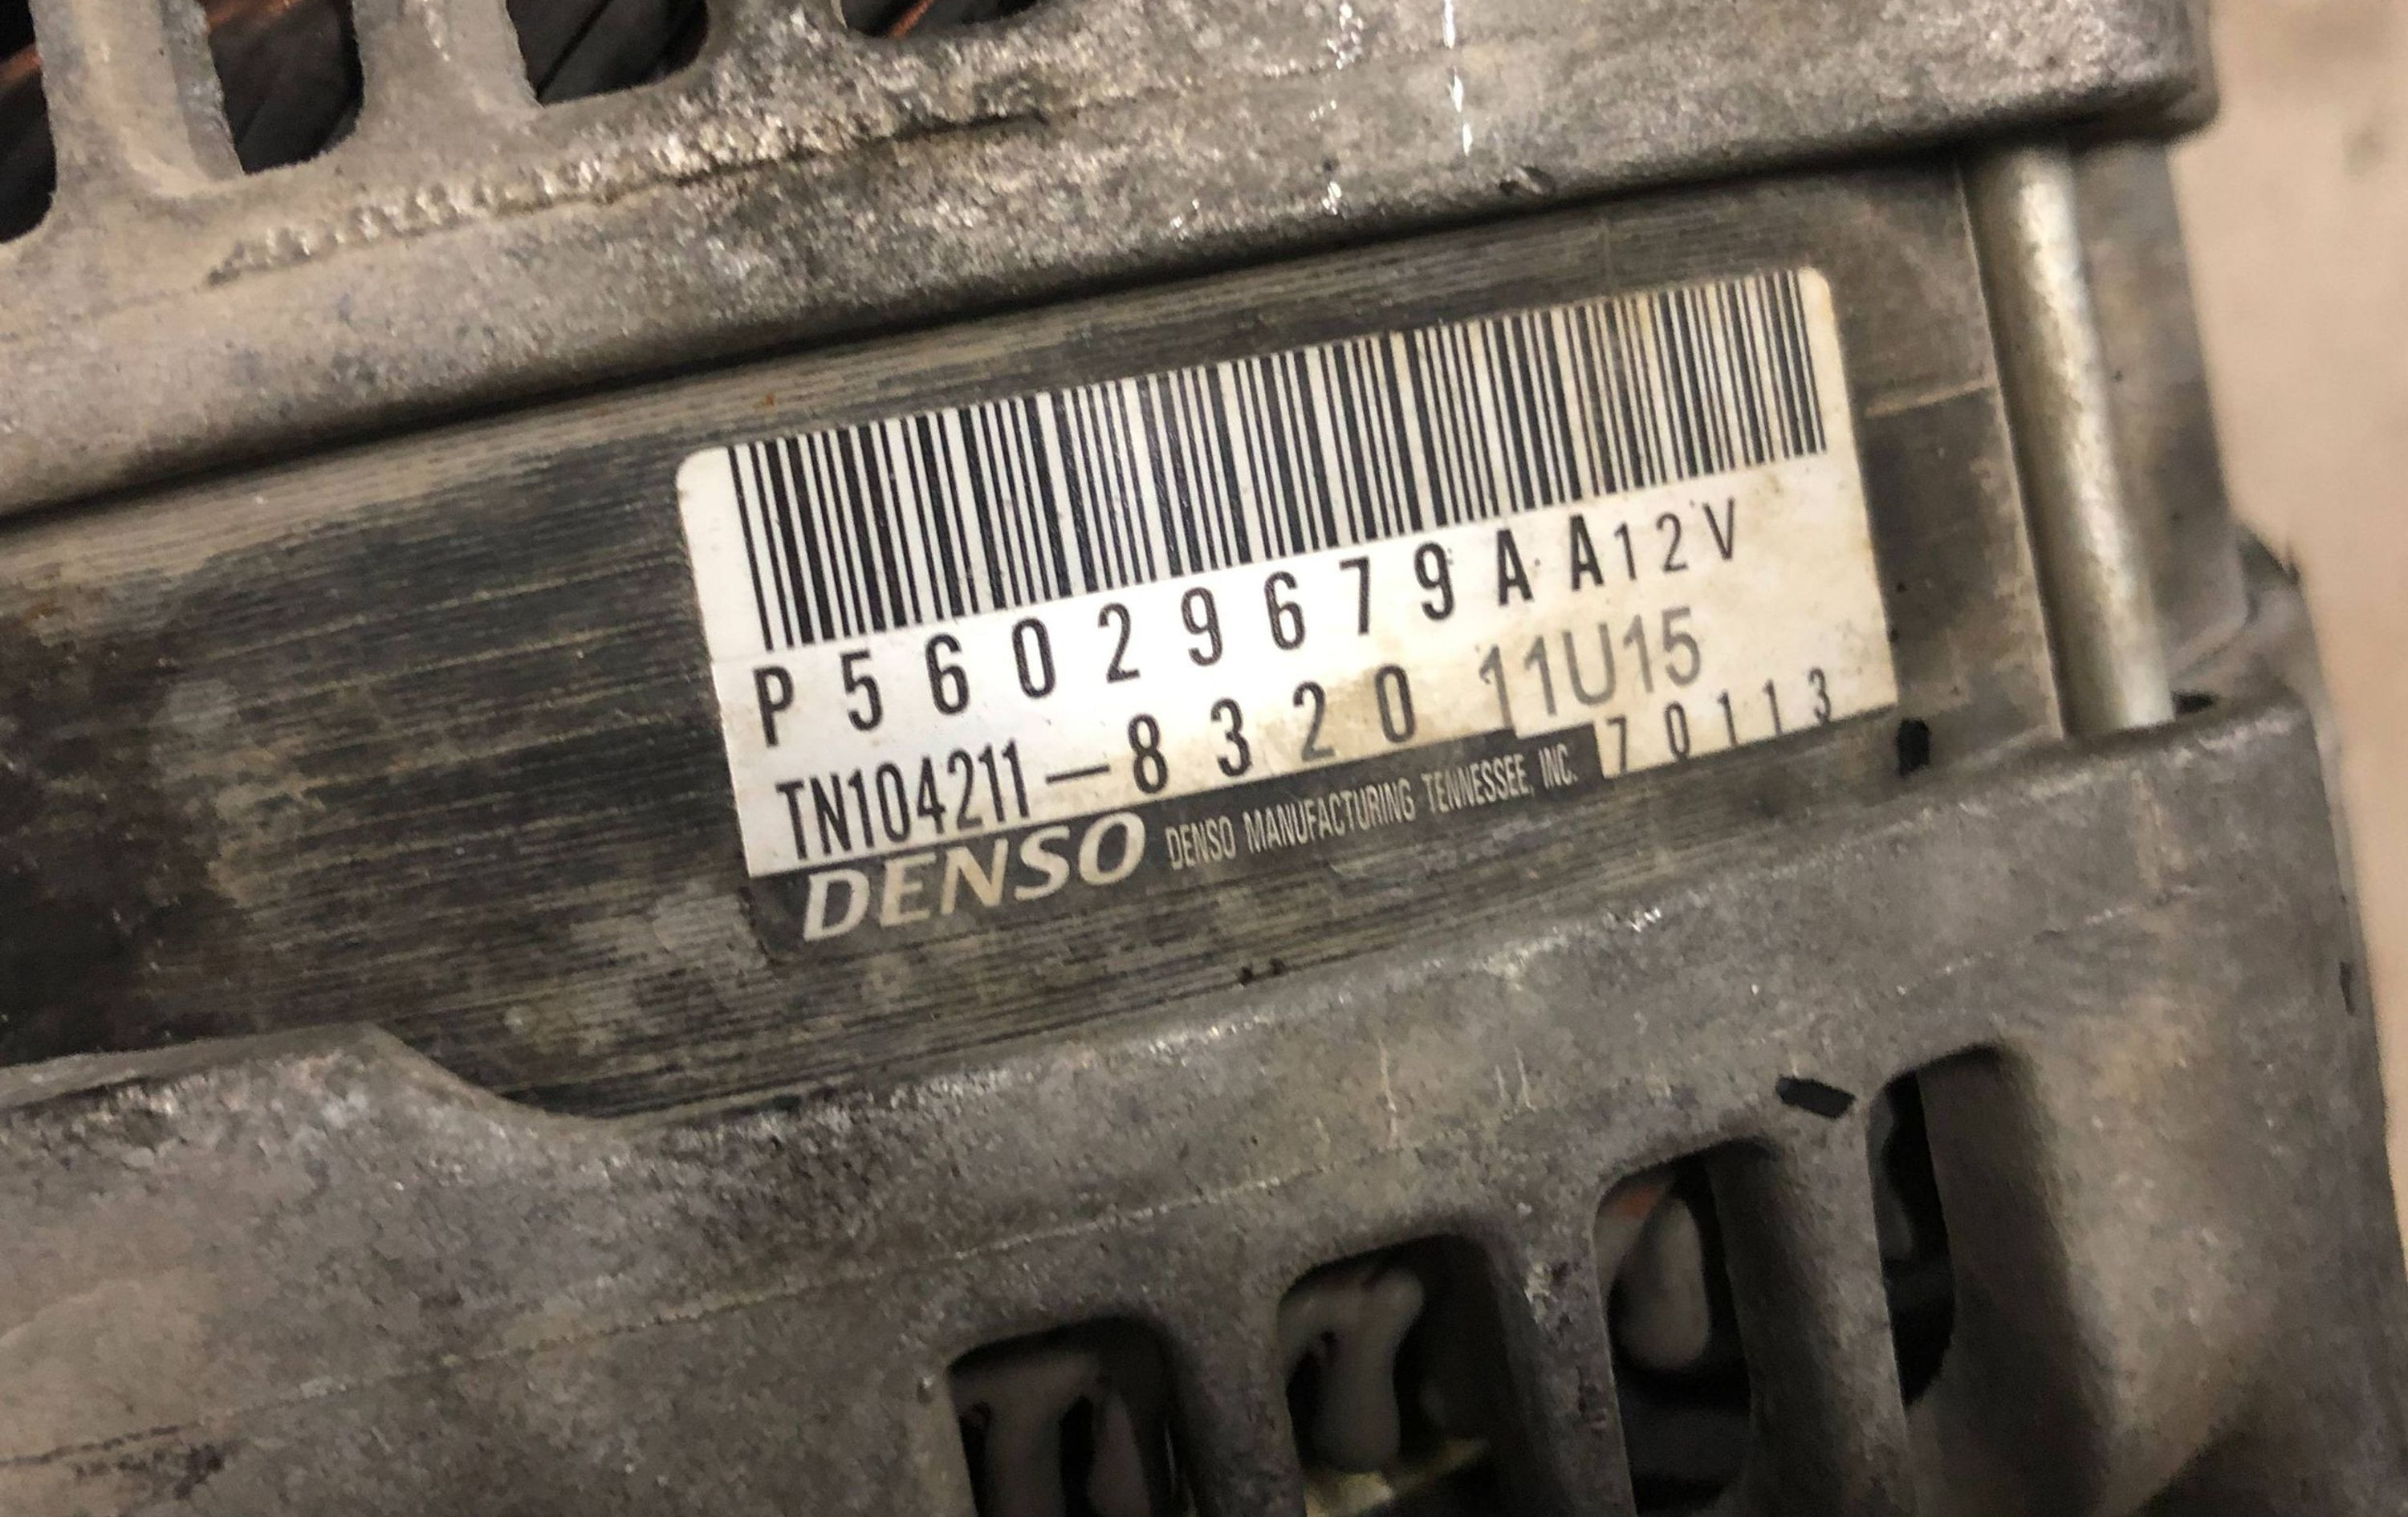 P56029679AA12V
TN104211-8320 11U15
70113
DENSO DENSO MANUFACTURING TENNESSEE, INC.